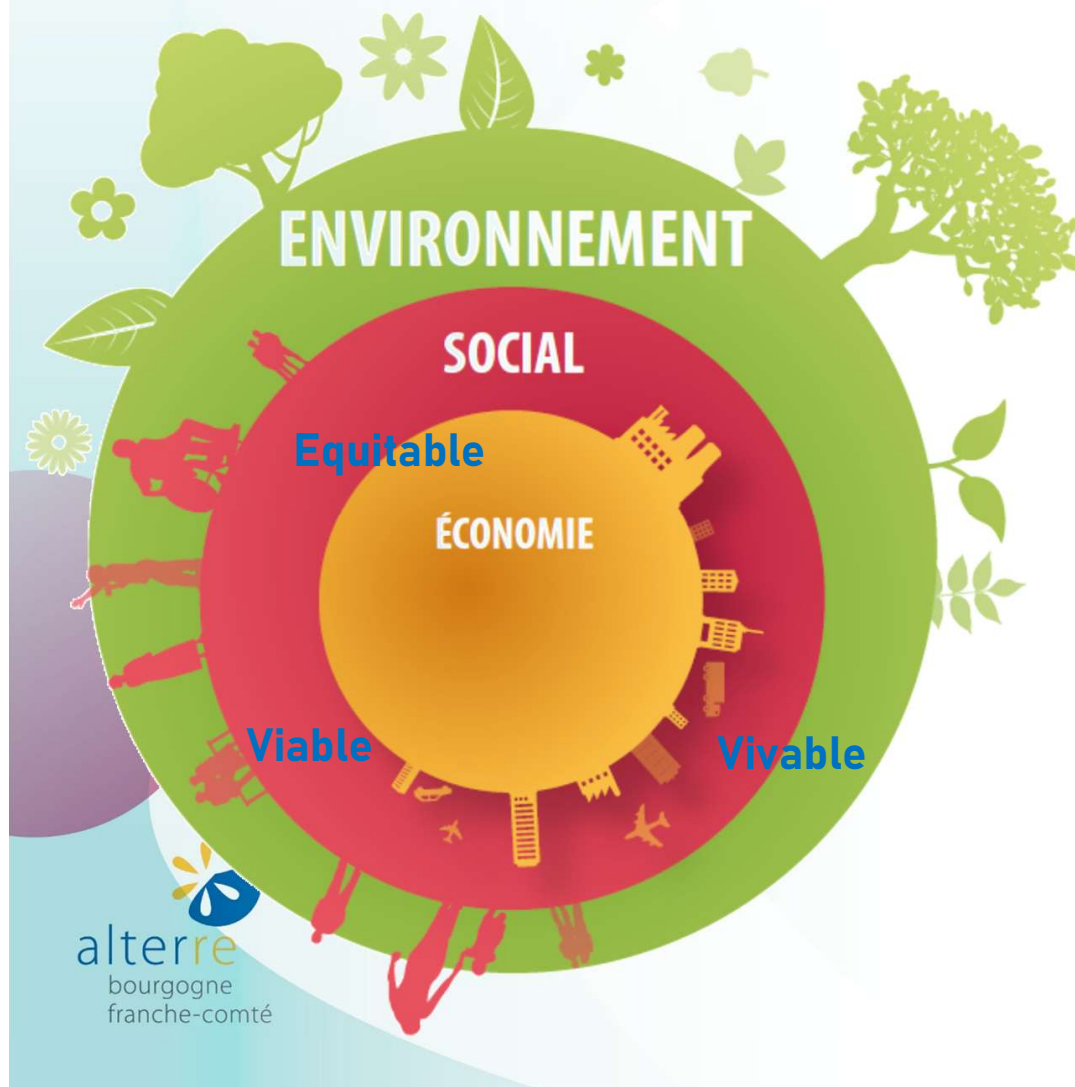 ENVIRONNEMENT
SOCIAL
Equitable
ÉCONOMIE
Viable
Vivable
alterre
bourgogne
franche-comté